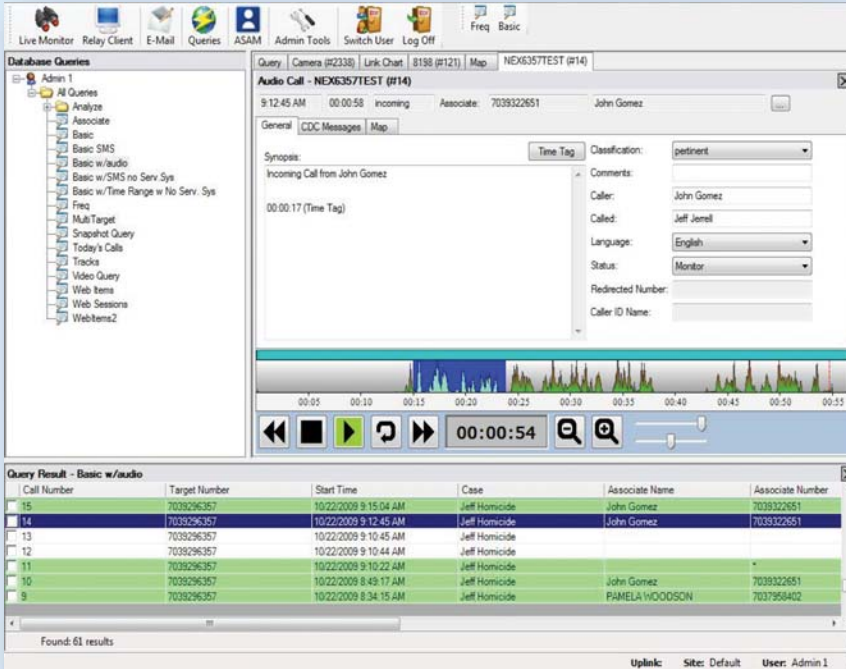 Live Monitor Relay Client E-Mail Queries ASAM Admin Tools Switch User Log Off Freq Basic
Database Queries
Admin 1
All Queries
Analyze
Associate
Basic
Basic SMS
Basic w/audio
Basic w/SMS no Serv.Sys
Basic w/Time Range w No Serv. Sys
Freq
MultiTarget
Snapshot Query
Today's Calls
Tracks
Video Query
Web Items
Web Sessions
WebItems2
Query Camera (#2338) Link Chart 8198 (#121) Map NEX6357TEST (#14)
Audio Call - NEX6357TEST (#14)
9:12:45 AM 00:00:58 incoming Associate: 7039322651 John Gomez ...
General CDC Messages Map
Synopsis: Time Tag
Incoming Call from John Gomez
00:00:17 (Time Tag)
Classification: pertinent
Comments:
Caller: John Gomez
Called: Jeff Jerrell
Language: English
Status: Monitor
Redirected Number:
Caller ID Name:
00:05 00:10 00:15 00:20 00:25 00:30 00:35 00:40 00:45 00:50 00:55
00:00:54
Query Result - Basic w/audio
Call Number Target Number Start Time Case Associate Name Associate Number
15 7039296357 10/22/2009 9:15:04 AM Jeff Homicide John Gomez 7039322651
14 7039296357 10/22/2009 9:12:45 AM Jeff Homicide John Gomez 7039322651
13 7039296357 10/22/2009 9:10:45 AM Jeff Homicide
12 7039296357 10/22/2009 9:10:44 AM Jeff Homicide
11 7039296357 10/22/2009 9:10:22 AM Jeff Homicide *
10 7039296357 10/22/2009 8:49:17 AM Jeff Homicide John Gomez 7039322651
9 7039296357 10/22/2009 8:34:15 AM Jeff Homicide PAMELA WOODSON 7037958402
Found: 61 results
Uplink: Site: Default User: Admin 1